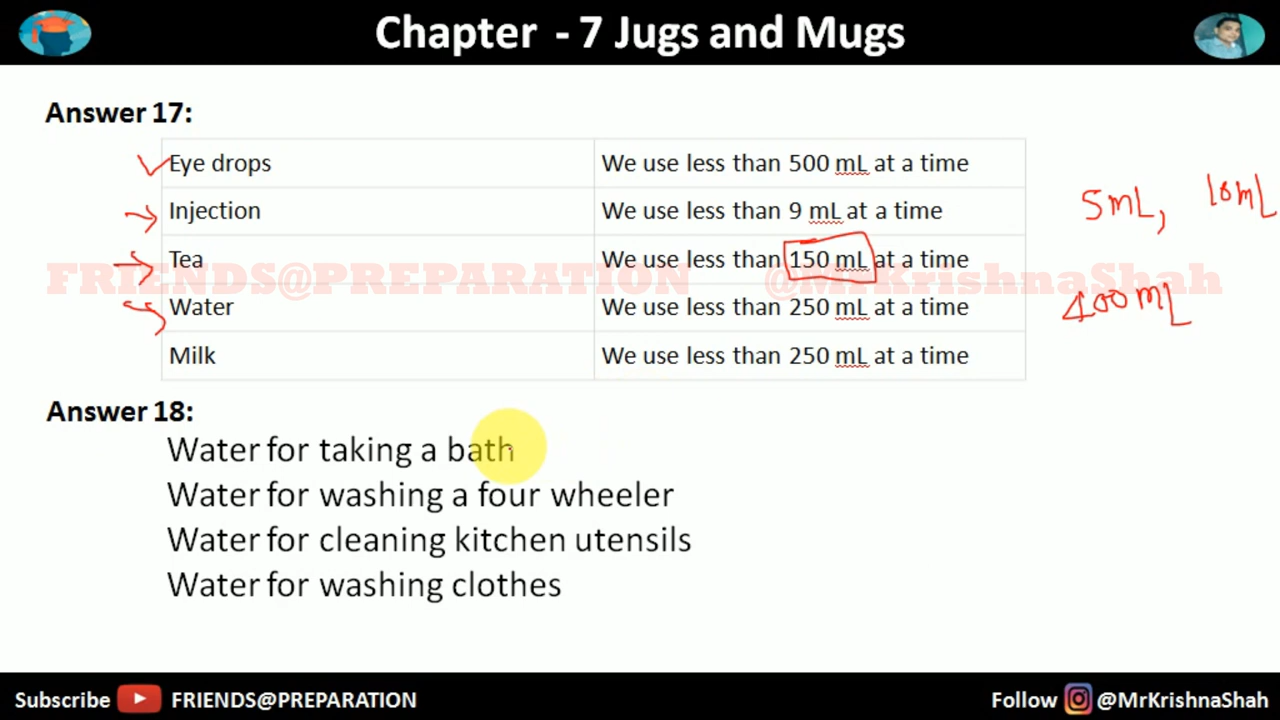 Chapter - 7 Jugs and Mugs
Answer 17:
Eye drops We use less than 500 mL at a time
Injection We use less than 9 mL at a time
5mL, 10mL
Tea We use less than 150 mL at a time
FRIENDS@PREPARATION @MrKrishnaShah
Water We use less than 250 mL at a time
400mL
Milk We use less than 250 mL at a time
Answer 18:
Water for taking a bath
Water for washing a four wheeler
Water for cleaning kitchen utensils
Water for washing clothes
Subscribe FRIENDS@PREPARATION Follow @MrKrishnaShah